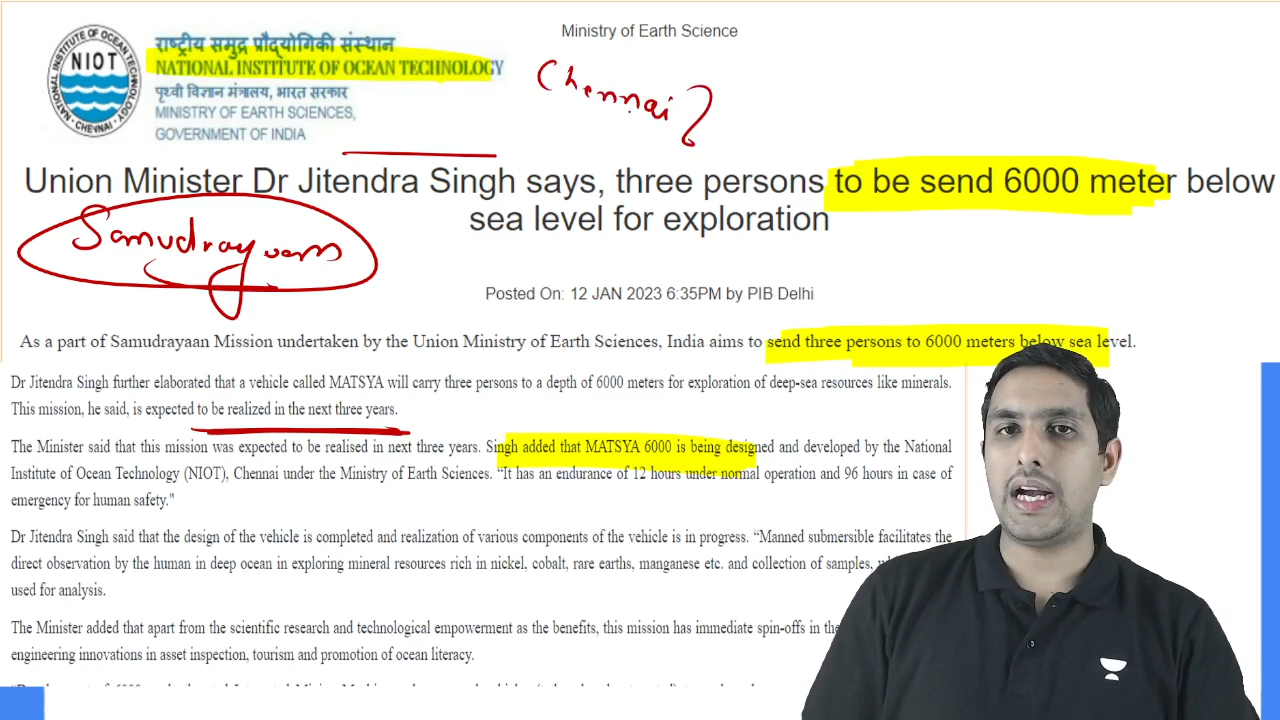 Ministry of Earth Science
NATIONAL INSTITUTE OF OCEAN TECHNOLOGY
NIOT
CHENNAI
राष्ट्रीय समुद्र प्रौद्योगिकी संस्थान
NATIONAL INSTITUTE OF OCEAN TECHNOLOGY
पृथ्वी विज्ञान मंत्रालय, भारत सरकार
MINISTRY OF EARTH SCIENCES,
GOVERNMENT OF INDIA
Chennai
Union Minister Dr Jitendra Singh says, three persons to be send 6000 meter below
sea level for exploration
Samudrayaan
Posted On: 12 JAN 2023 6:35PM by PIB Delhi
As a part of Samudrayaan Mission undertaken by the Union Ministry of Earth Sciences, India aims to send three persons to 6000 meters below sea level.
Dr Jitendra Singh further elaborated that a vehicle called MATSYA will carry three persons to a depth of 6000 meters for exploration of deep-sea resources like minerals.
This mission, he said, is expected to be realized in the next three years.
The Minister said that this mission was expected to be realised in next three years. Singh added that MATSYA 6000 is being designed and developed by the National
Institute of Ocean Technology (NIOT), Chennai under the Ministry of Earth Sciences. “It has an endurance of 12 hours under normal operation and 96 hours in case of
emergency for human safety."
Dr Jitendra Singh said that the design of the vehicle is completed and realization of various components of the vehicle is in progress. “Manned submersible facilitates the
direct observation by the human in deep ocean in exploring mineral resources rich in nickel, cobalt, rare earths, manganese etc. and collection of samples,
used for analysis.
The Minister added that apart from the scientific research and technological empowerment as the benefits, this mission has immediate spin-offs in the
engineering innovations in asset inspection, tourism and promotion of ocean literacy.